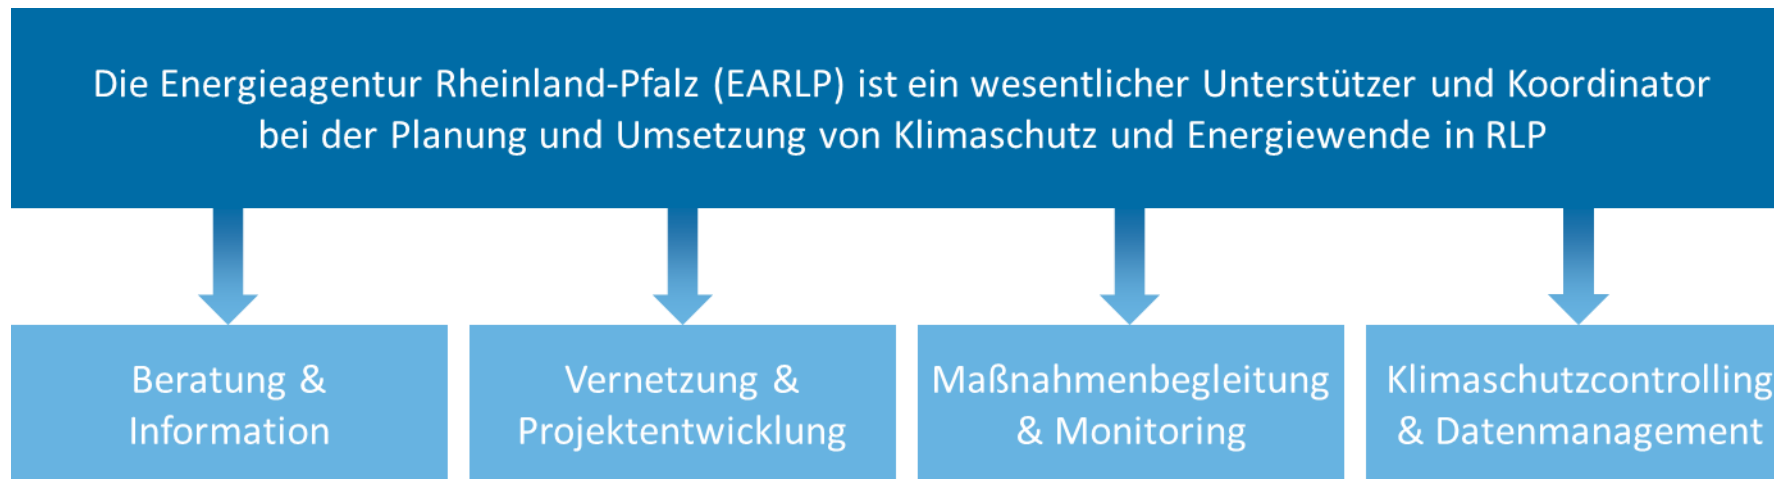 Die Energieagentur Rheinland-Pfalz (EARLP) ist ein wesentlicher Unterstützer und Koordinator
bei der Planung und Umsetzung von Klimaschutz und Energiewende in RLP
Beratung &
Information
Vernetzung &
Projektentwicklung
Maßnahmenbegleitung
& Monitoring
Klimaschutzcontrolling
& Datenmanagement